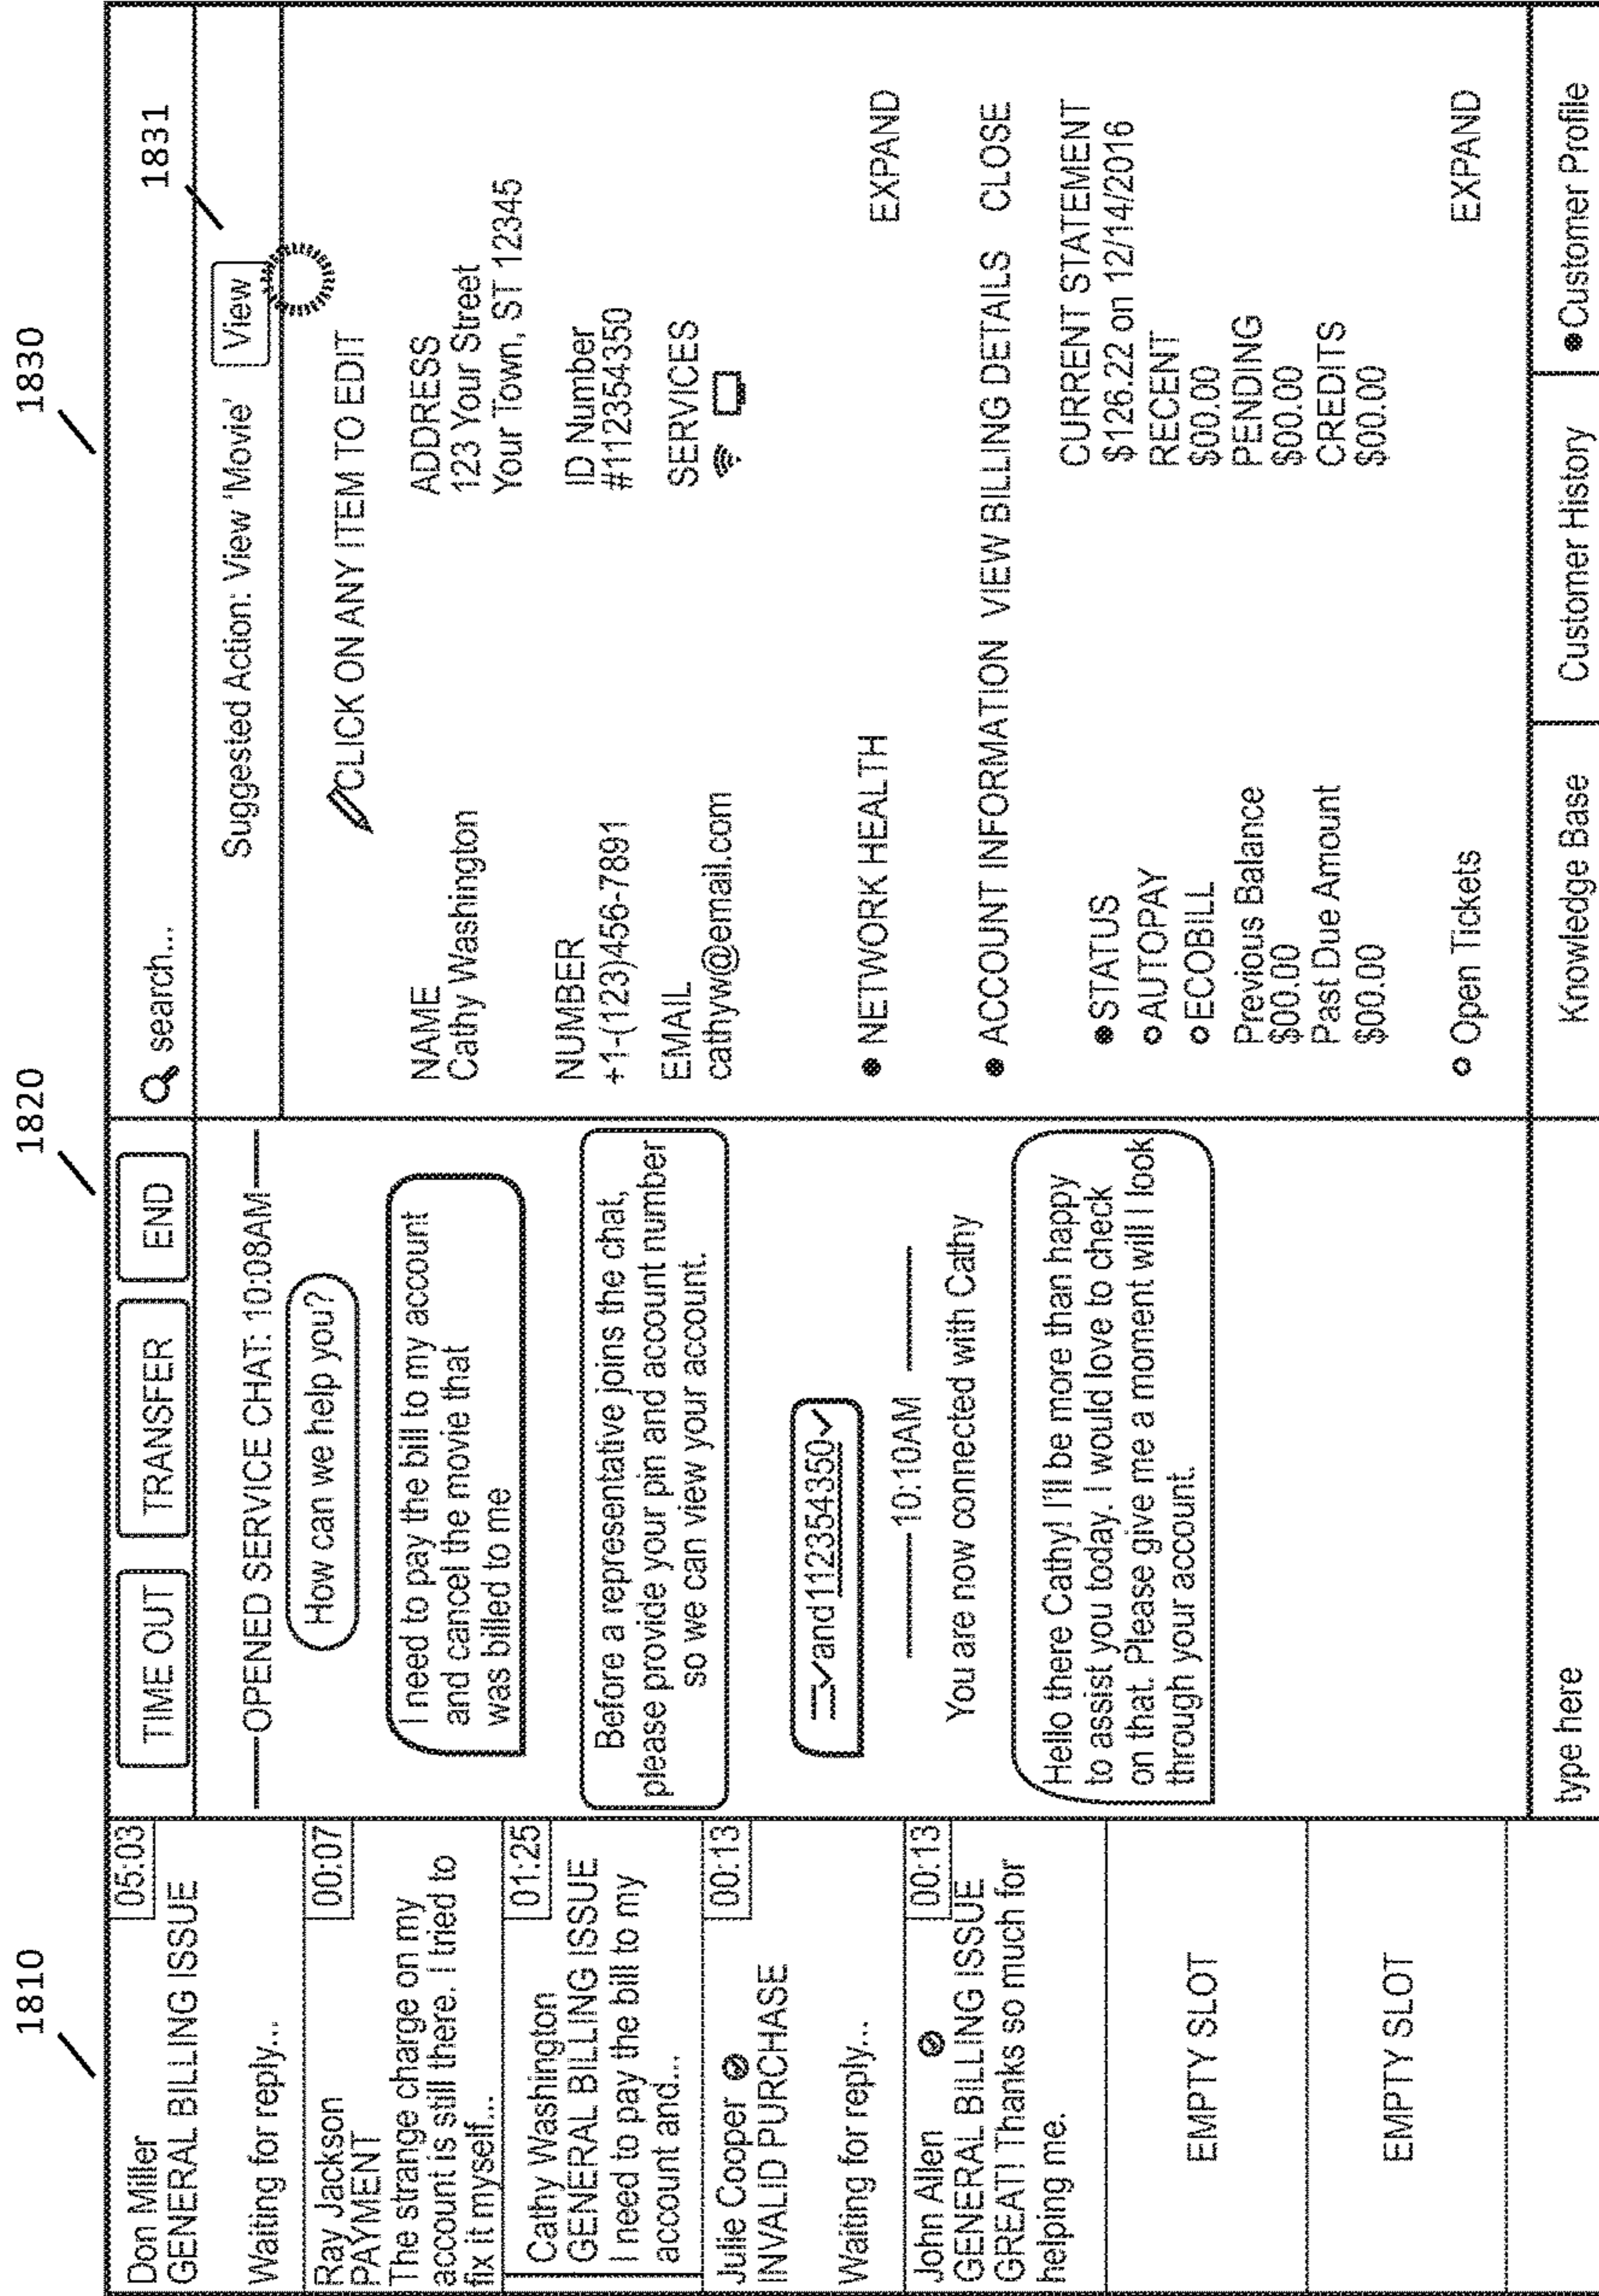 1810
1820
1830
Don Miller
05:03
GENERAL BILLING ISSUE
Waiting for reply...
Ray Jackson
00:07
PAYMENT
The strange charge on my
account is still there. I tried to
fix it myself...
Cathy Washington
01:25
GENERAL BILLING ISSUE
I need to pay the bill to my
account and...
Julie Cooper
00:13
INVALID PURCHASE
Waiting for reply...
John Allen
00:13
GENERAL BILLING ISSUE
GREAT! Thanks so much for
helping me.
EMPTY SLOT
EMPTY SLOT
TIME OUT
TRANSFER
END
OPENED SERVICE CHAT: 10:08AM
How can we help you?
I need to pay the bill to my account
and cancel the movie that
was billed to me
Before a representative joins the chat,
please provide your pin and account number
so we can view your account.
and 112354350
10:10AM
You are now connected with Cathy
Hello there Cathy! I'll be more than happy
to assist you today. I would love to check
on that. Please give me a moment will I look
through your account.
type here
search...
1831
Suggested Action: View 'Movie'
View
CLICK ON ANY ITEM TO EDIT
NAME
Cathy Washington
ADDRESS
123 Your Street
Your Town, ST 12345
NUMBER
+1-(123)456-7891
ID Number
#112354350
EMAIL
cathyw@email.com
SERVICES
NETWORK HEALTH
EXPAND
ACCOUNT INFORMATION VIEW BILLING DETAILS CLOSE
STATUS
AUTOPAY
ECOBILL
Previous Balance
$00.00
Past Due Amount
$00.00
CURRENT STATEMENT
$126.22 on 12/14/2016
RECENT
$00.00
PENDING
$00.00
CREDITS
$00.00
Open Tickets
EXPAND
Knowledge Base
Customer History
Customer Profile